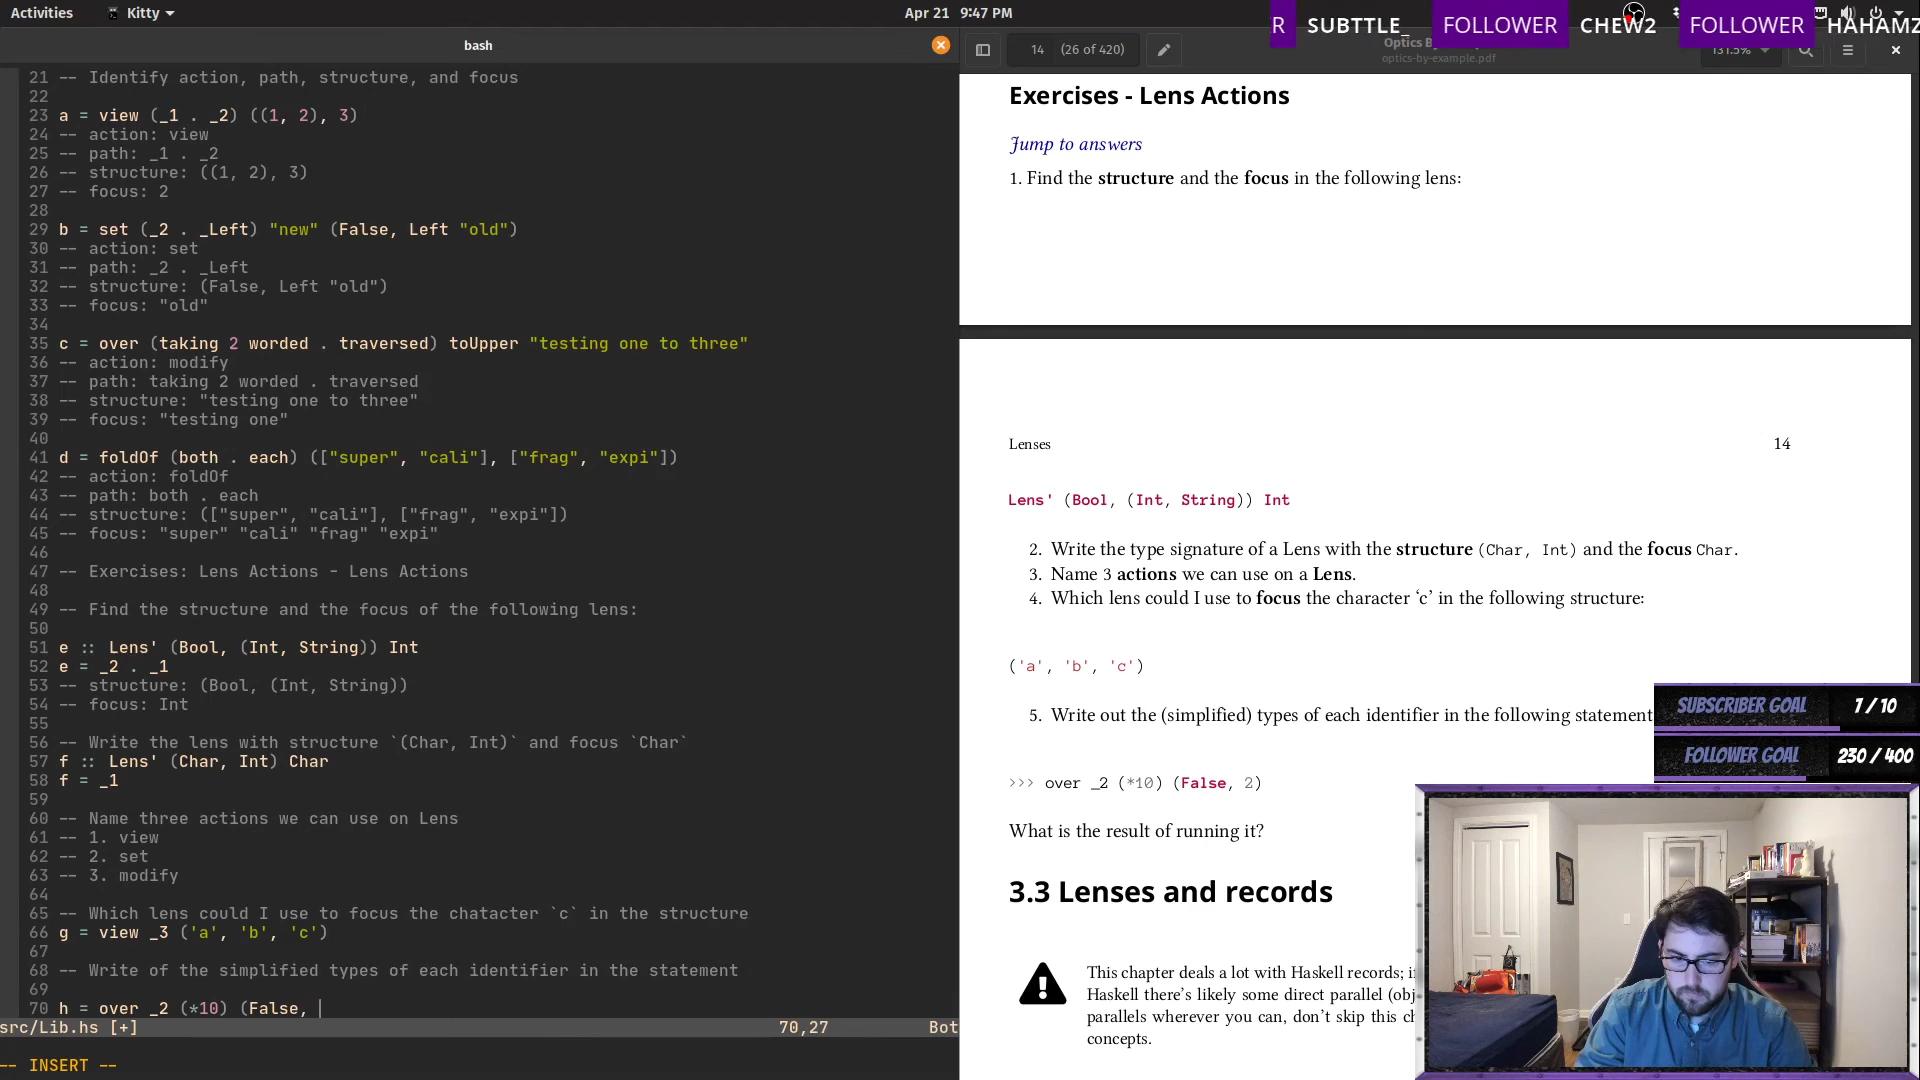 Activities
Kitty
Apr 21 9:47 PM
R SUBTTLE_ FOLLOWER CHEW2 FOLLOWER HAHAMZ
bash
21 -- Identify action, path, structure, and focus
22
23 a = view (_1 . _2) ((1, 2), 3)
24 -- action: view
25 -- path: _1 . _2
26 -- structure: ((1, 2), 3)
27 -- focus: 2
28
29 b = set (_2 . _Left) "new" (False, Left "old")
30 -- action: set
31 -- path: _2 . _Left
32 -- structure: (False, Left "old")
33 -- focus: "old"
34
35 c = over (taking 2 worded . traversed) toUpper "testing one to three"
36 -- action: modify
37 -- path: taking 2 worded . traversed
38 -- structure: "testing one to three"
39 -- focus: "testing one"
40
41 d = foldOf (both . each) (["super", "cali"], ["frag", "expi"])
42 -- action: foldOf
43 -- path: both . each
44 -- structure: (["super", "cali"], ["frag", "expi"])
45 -- focus: "super" "cali" "frag" "expi"
46
47 -- Exercises: Lens Actions - Lens Actions
48
49 -- Find the structure and the focus of the following lens:
50
51 e :: Lens' (Bool, (Int, String)) Int
52 e = _2 . _1
53 -- structure: (Bool, (Int, String))
54 -- focus: Int
55
56 -- Write the lens with structure `(Char, Int)` and focus `Char`
57 f :: Lens' (Char, Int) Char
58 f = _1
59
60 -- Name three actions we can use on Lens
61 -- 1. view
62 -- 2. set
63 -- 3. modify
64
65 -- Which lens could I use to focus the chatacter `c` in the structure
66 g = view _3 ('a', 'b', 'c')
67
68 -- Write of the simplified types of each identifier in the statement
69
70 h = over _2 (*10) (False,
src/Lib.hs [+] 70,27 Bot
-- INSERT --
14 (26 of 420)
Optics B
optics-by-example.pdf
131.5%
Exercises - Lens Actions
Jump to answers
1. Find the structure and the focus in the following lens:
Lenses 14
Lens' (Bool, (Int, String)) Int
2. Write the type signature of a Lens with the structure (Char, Int) and the focus Char.
3. Name 3 actions we can use on a Lens.
4. Which lens could I use to focus the character ‘c’ in the following structure:
('a', 'b', 'c')
5. Write out the (simplified) types of each identifier in the following statement
>>> over _2 (*10) (False, 2)
What is the result of running it?
3.3 Lenses and records
This chapter deals a lot with Haskell records; i
Haskell there's likely some direct parallel (obj
parallels wherever you can, don't skip this ch
concepts.
SUBSCRIBER GOAL 7 / 10
FOLLOWER GOAL 230 / 400